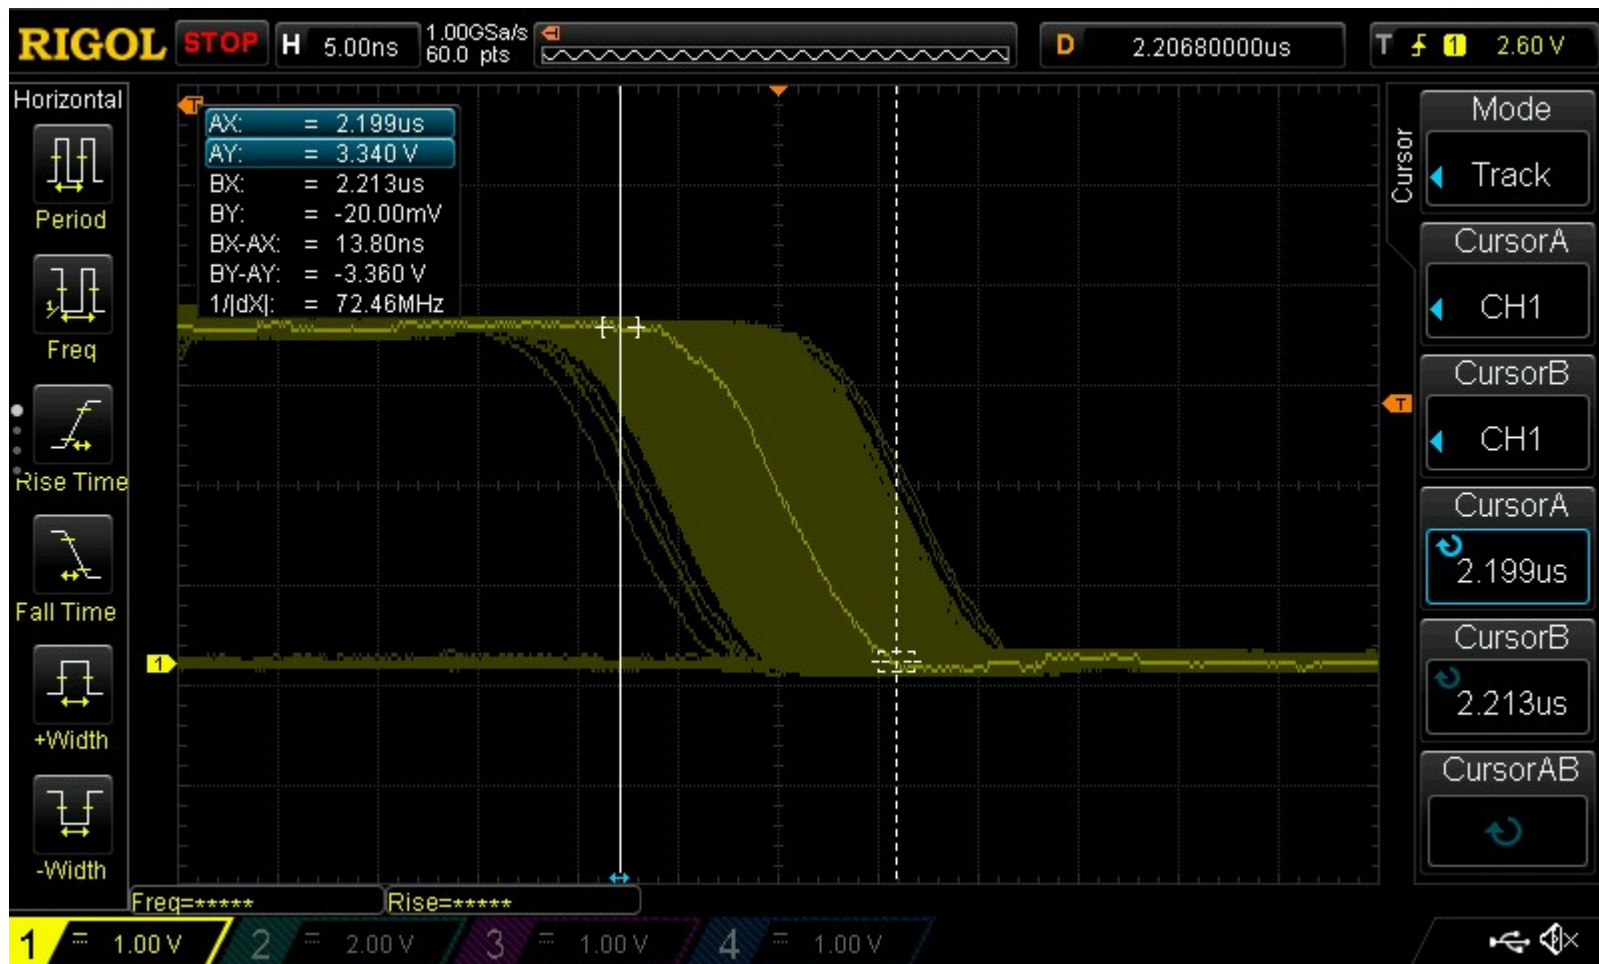 RIGOL STOP H 5.00ns 1.00GSa/s 60.0 pts D 2.20680000us T 1 2.60 V
Horizontal
Period
Freq
Rise Time
Fall Time
+Width
-Width
T
AX: = 2.199us
AY: = 3.340 V
BX: = 2.213us
BY: = -20.00mV
BX-AX: = 13.80ns
BY-AY: = -3.360 V
1/|dX|: = 72.46MHz
1
T
Cursor
Mode
Track
CursorA
CH1
CursorB
CH1
CursorA
2.199us
CursorB
2.213us
CursorAB
Freq=***** Rise=*****
1 1.00 V 2 2.00 V 3 1.00 V 4 1.00 V